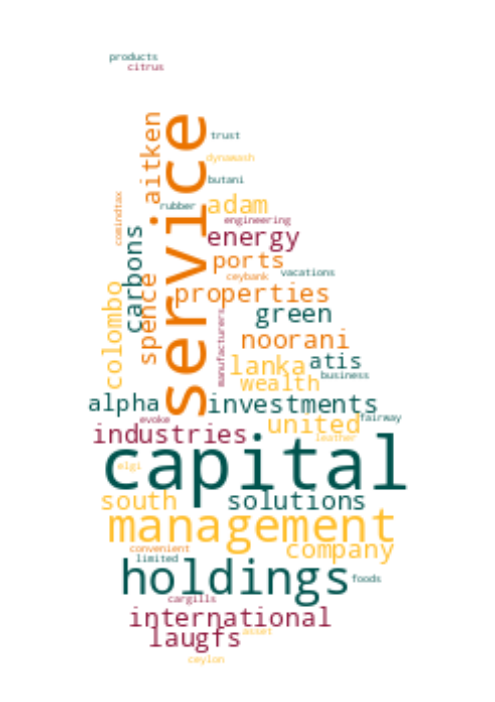 products
citrus
service
aitken
trust
dynawash
butani
comindtax
rubber
adam
engineering
carbons
energy
ports
spence
ceybank
vacations
colombo
properties
manufacturers
green
noorani
lanka
atis
wealth
business
alpha
investments
evoke
united
fairway
industries
leather
capital
elgi
south
solutions
management
convenient
company
limited
holdings
foods
cargills
international
laugfs
asset
ceylon